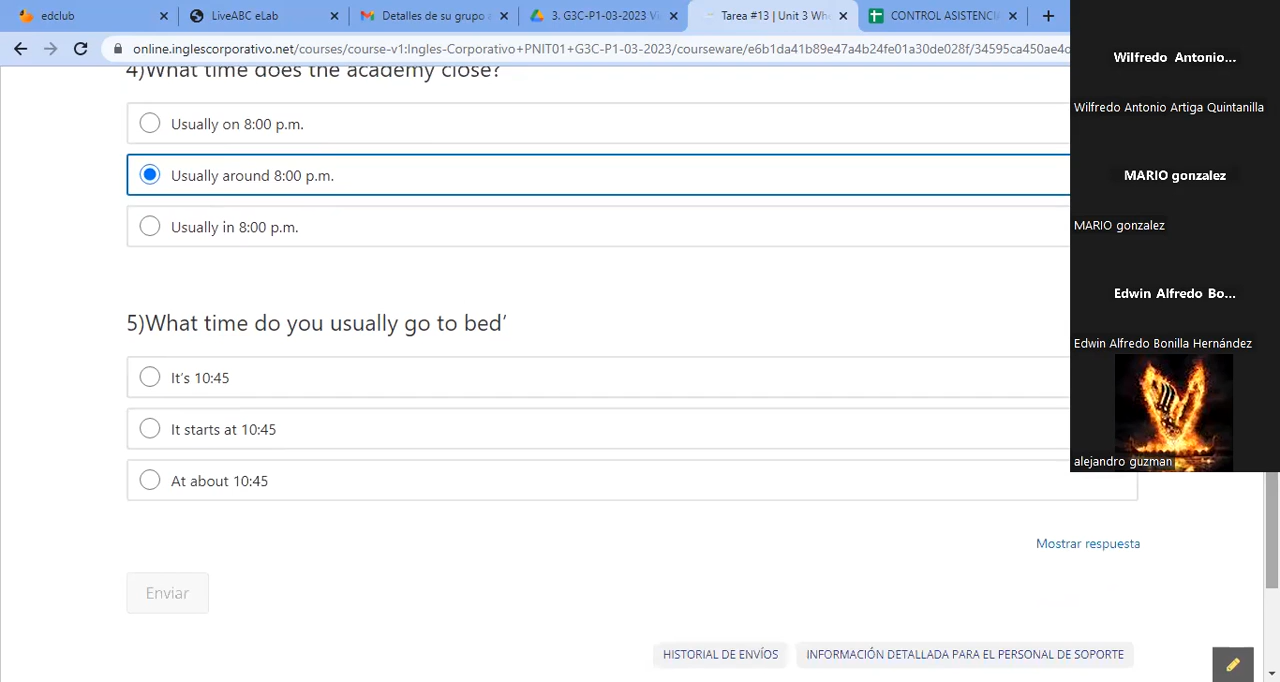 edclub
LiveABC eLab
Detalles de su grupo a
3. G3C-P1-03-2023 Vi
Tarea #13 | Unit 3 Whe
CONTROL ASISTENCI
online.inglescorporativo.net/courses/course-v1:Ingles-Corporativo+PNIT01+G3C-P1-03-2023/courseware/e6b1da41b89e47a4b24fe01a30de028f/34595ca450ae4d
4)What time does the academy close?
Usually on 8:00 p.m.
Usually around 8:00 p.m.
Usually in 8:00 p.m.
5)What time do you usually go to bed’
It’s 10:45
It starts at 10:45
At about 10:45
Mostrar respuesta
Enviar
HISTORIAL DE ENVÍOS
INFORMACIÓN DETALLADA PARA EL PERSONAL DE SOPORTE
Wilfredo Antonio...
Wilfredo Antonio Artiga Quintanilla
MARIO gonzalez
MARIO gonzalez
Edwin Alfredo Bo...
Edwin Alfredo Bonilla Hernández
alejandro guzman